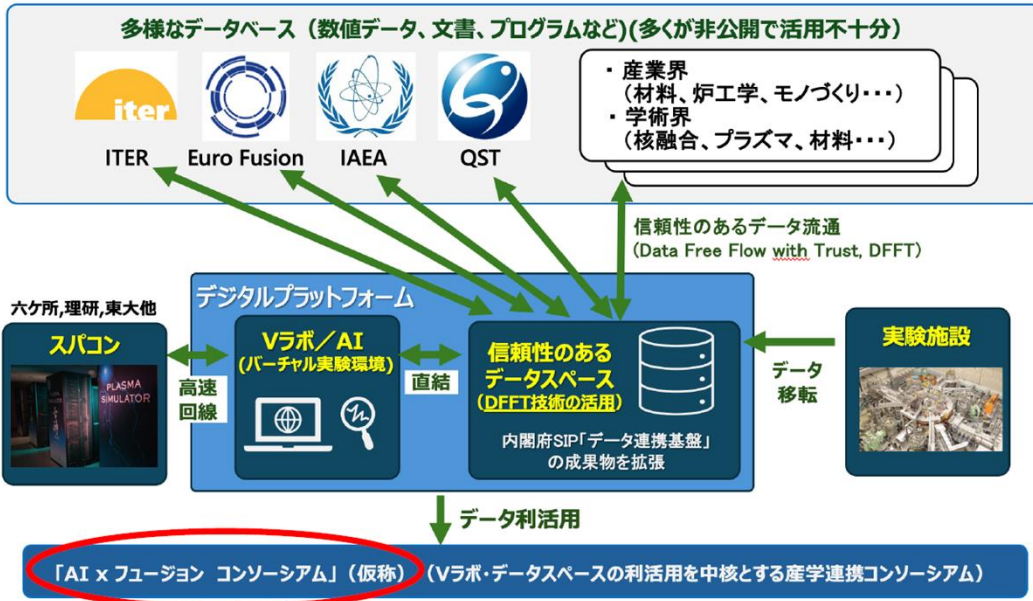 多様なデータベース（数値データ、文書、プログラムなど)(多くが非公開で活用不十分）
iter
ITER
Euro Fusion
IAEA
QST
・ 産業界
（材料、炉工学、モノづくり・・・）
・ 学術界
（核融合、プラズマ、材料・・・）
信頼性のあるデータ流通
(Data Free Flow with Trust, DFFT）
デジタルプラットフォーム
六ケ所,理研,東大他
スパコン
PLASMA
SIMULATOR
高速
回線
Vラボ／AI
(バーチャル実験環境)
直結
信頼性のある
データスペース
（DFFT技術の活用）
内閣府SIP「データ連携基盤」
の成果物を拡張
データ
移転
実験施設
データ利活用
「AI x フュージョン コンソーシアム」（仮称）（Vラボ・データスペースの利活用を中核とする産学連携コンソーシアム）